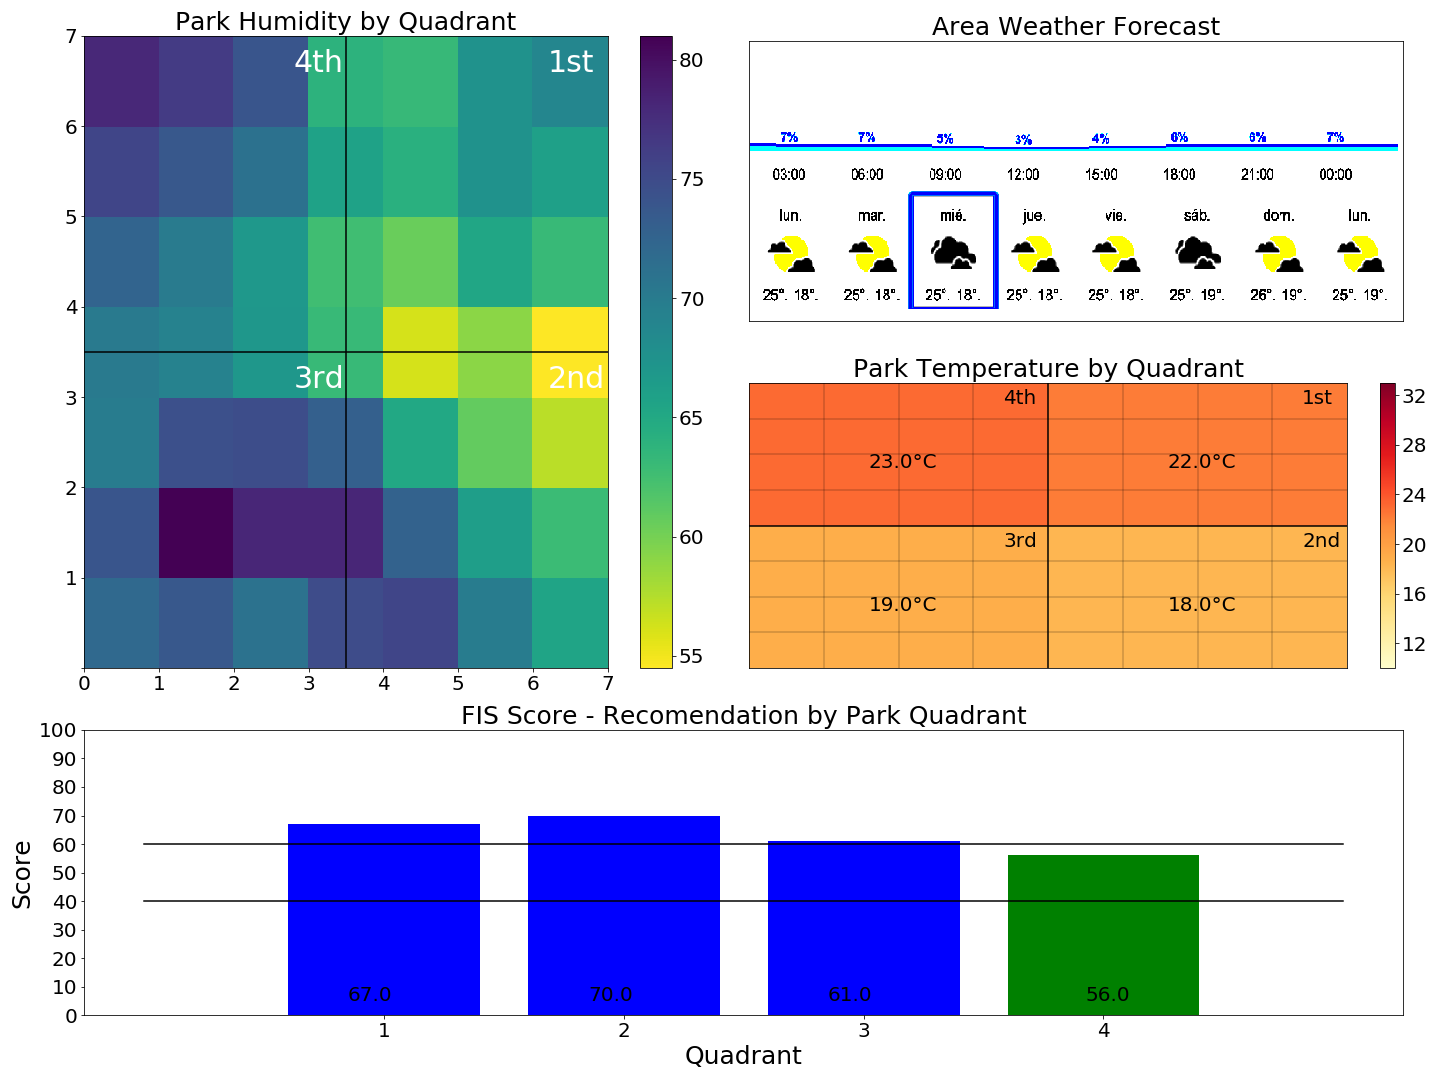 Park Humidity by Quadrant
7
6
5
4
3
2
1
0 1 2 3 4 5 6 7
4th 1st
3rd 2nd
80
75
70
65
60
55
Area Weather Forecast
7% 7% 5% 3% 4% 6% 6% 7%
03:00 06:00 09:00 12:00 15:00 18:00 21:00 00:00
lun. mar. mié. jue. vie. sáb. dom. lun.
25°. 18°. 25°. 18°. 25°. 18°. 25°. 18°. 25°. 18°. 25°. 19°. 26°. 19°. 25°. 19°.
Park Temperature by Quadrant
4th 1st
23.0°C 22.0°C
3rd 2nd
19.0°C 18.0°C
32
28
24
20
16
12
FIS Score - Recomendation by Park Quadrant
Score
100
90
80
70
60
50
40
30
20
10
0
67.0 70.0 61.0 56.0
1 2 3 4
Quadrant